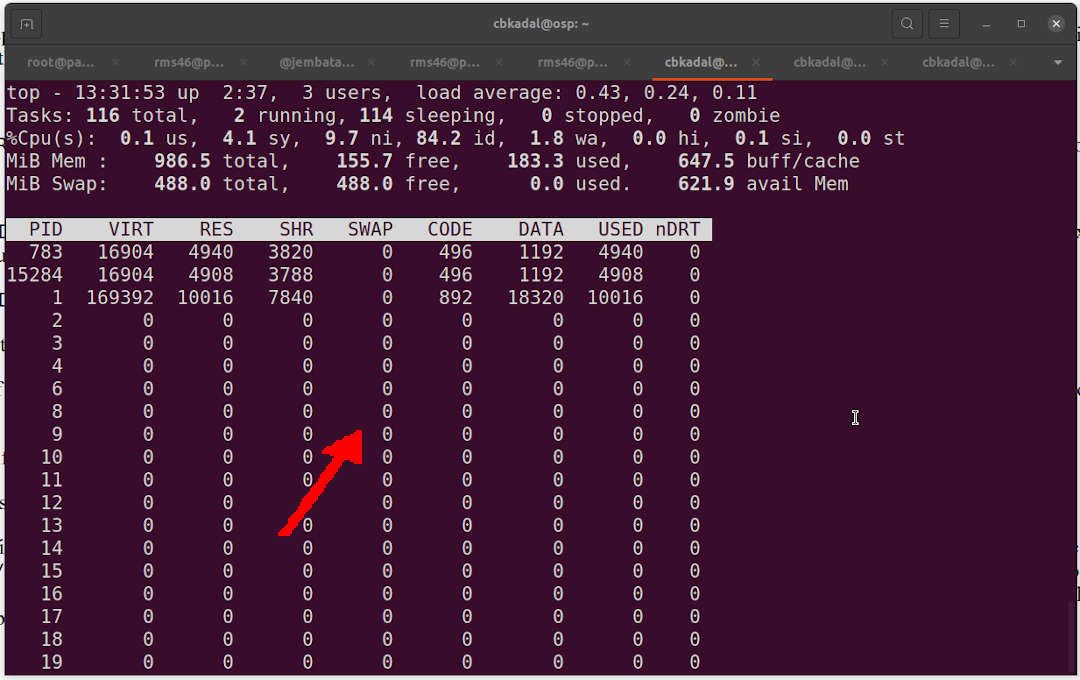 cbkadal@osp: ~
root@pa... rms46@p... @jembata... rms46@p... rms46@p... cbkadal@... cbkadal@... cbkadal@...
top - 13:31:53 up  2:37,  3 users,  load average: 0.43, 0.24, 0.11
Tasks: 116 total,   2 running, 114 sleeping,   0 stopped,   0 zombie
%Cpu(s):  0.1 us,  4.1 sy,  9.7 ni, 84.2 id,  1.8 wa,  0.0 hi,  0.1 si,  0.0 st
MiB Mem :    986.5 total,    155.7 free,    183.3 used,    647.5 buff/cache
MiB Swap:    488.0 total,    488.0 free,      0.0 used.    621.9 avail Mem
PID VIRT RES SHR SWAP CODE DATA USED nDRT
783 16904 4940 3820 0 496 1192 4940 0
15284 16904 4908 3788 0 496 1192 4908 0
1 169392 10016 7840 0 892 18320 10016 0
2 0 0 0 0 0 0 0 0
3 0 0 0 0 0 0 0 0
4 0 0 0 0 0 0 0 0
6 0 0 0 0 0 0 0 0
8 0 0 0 0 0 0 0 0
9 0 0 0 0 0 0 0 0
10 0 0 0 0 0 0 0 0
11 0 0 0 0 0 0 0 0
12 0 0 0 0 0 0 0 0
13 0 0 0 0 0 0 0 0
14 0 0 0 0 0 0 0 0
15 0 0 0 0 0 0 0 0
16 0 0 0 0 0 0 0 0
17 0 0 0 0 0 0 0 0
18 0 0 0 0 0 0 0 0
19 0 0 0 0 0 0 0 0